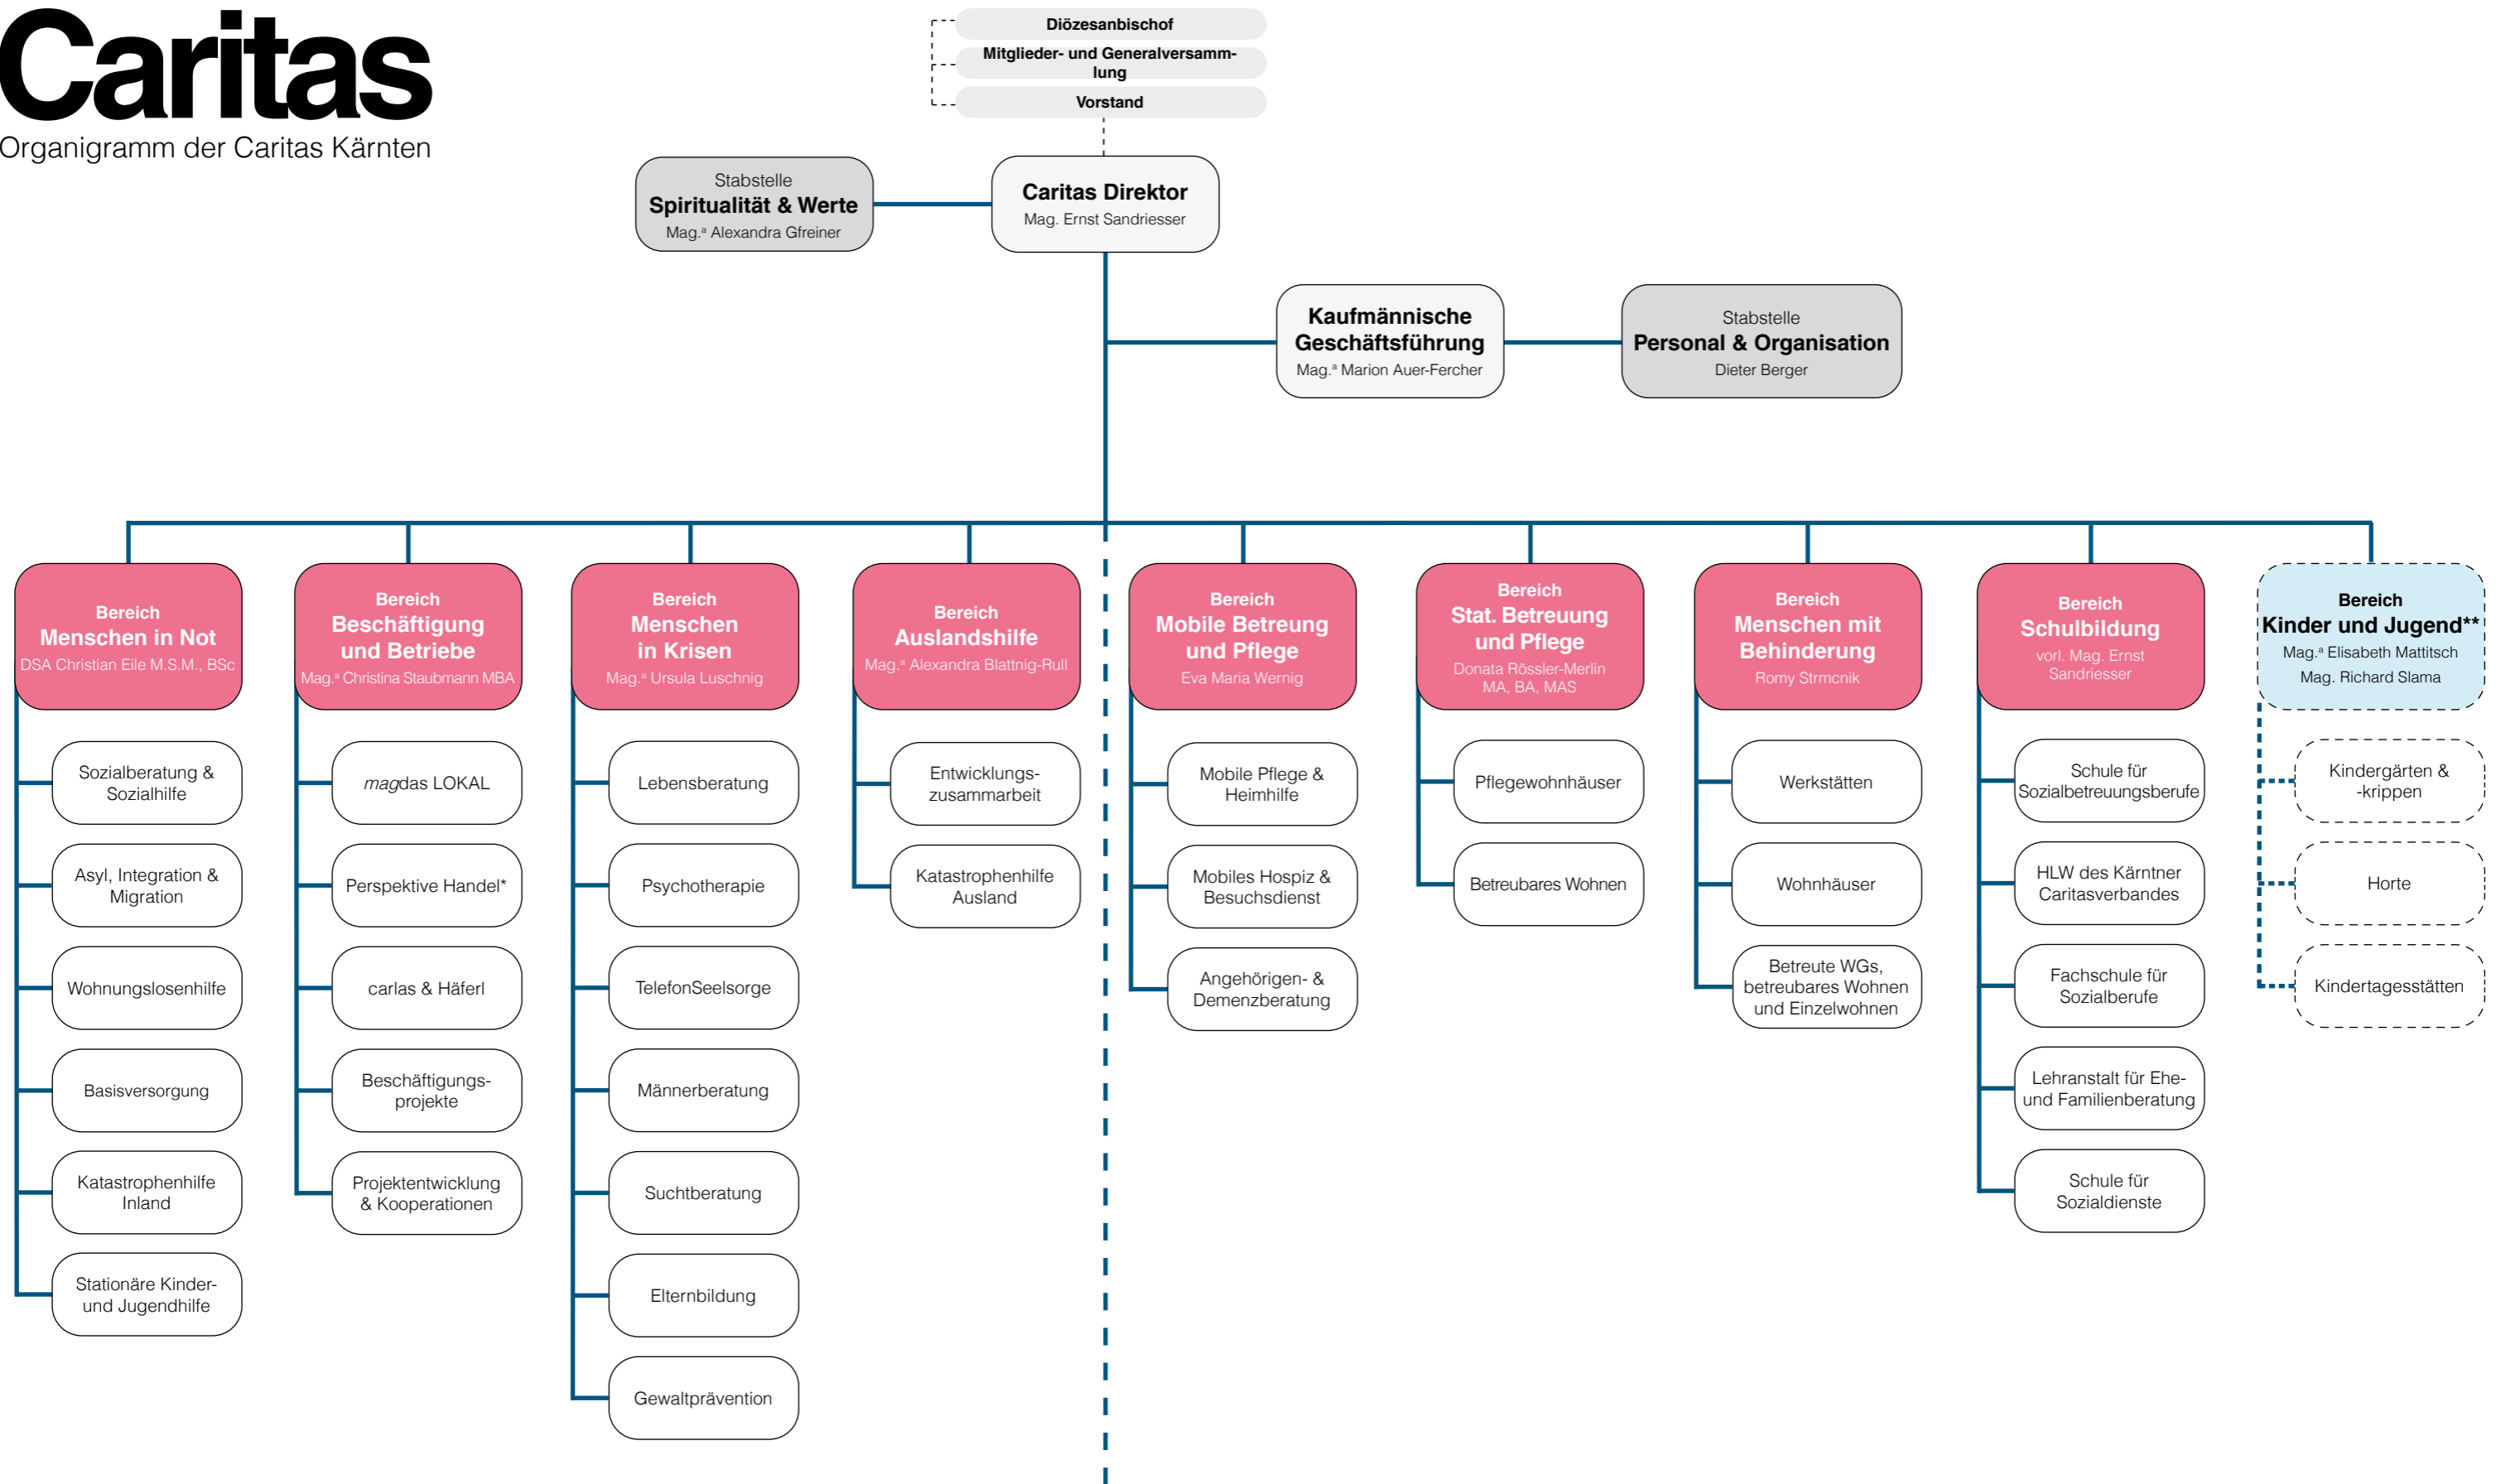 Caritas
Organigramm der Caritas Kärnten
Diözesanbischof
Mitglieder- und Generalversamm-
lung
Vorstand
Stabstelle
Spiritualität & Werte
Mag.ª Alexandra Gfreiner
Caritas Direktor
Mag. Ernst Sandriesser
Kaufmännische
Geschäftsführung
Mag.ª Marion Auer-Fercher
Stabstelle
Personal & Organisation
Dieter Berger
Bereich
Menschen in Not
DSA Christian Eile M.S.M., BSc
Sozialberatung &
Sozialhilfe
Asyl, Integration &
Migration
Wohnungslosenhilfe
Basisversorgung
Katastrophenhilfe
Inland
Stationäre Kinder-
und Jugendhilfe
Bereich
Beschäftigung
und Betriebe
Mag.ª Christina Staubmann MBA
magdas LOKAL
Perspektive Handel*
carlas & Häferl
Beschäftigungs-
projekte
Projektentwicklung
& Kooperationen
Bereich
Menschen
in Krisen
Mag.ª Ursula Luschnig
Lebensberatung
Psychotherapie
TelefonSeelsorge
Männerberatung
Suchtberatung
Elternbildung
Gewaltprävention
Bereich
Auslandshilfe
Mag.ª Alexandra Blattnig-Rull
Entwicklungs-
zusammarbeit
Katastrophenhilfe
Ausland
Bereich
Mobile Betreung
und Pflege
Eva Maria Wernig
Mobile Pflege &
Heimhilfe
Mobiles Hospiz &
Besuchsdienst
Angehörigen- &
Demenzberatung
Bereich
Stat. Betreuung
und Pflege
Donata Rössler-Merlin
MA, BA, MAS
Pflegewohnhäuser
Betreubares Wohnen
Bereich
Menschen mit
Behinderung
Romy Strmcnik
Werkstätten
Wohnhäuser
Betreute WGs,
betreubares Wohnen
und Einzelwohnen
Bereich
Schulbildung
vorl. Mag. Ernst
Sandriesser
Schule für
Sozialbetreuungsberufe
HLW des Kärntner
Caritasverbandes
Fachschule für
Sozialberufe
Lehranstalt für Ehe-
und Familienberatung
Schule für
Sozialdienste
Bereich
Kinder und Jugend**
Mag.ª Elisabeth Mattitsch
Mag. Richard Slama
Kindergärten &
-krippen
Horte
Kindertagesstätten